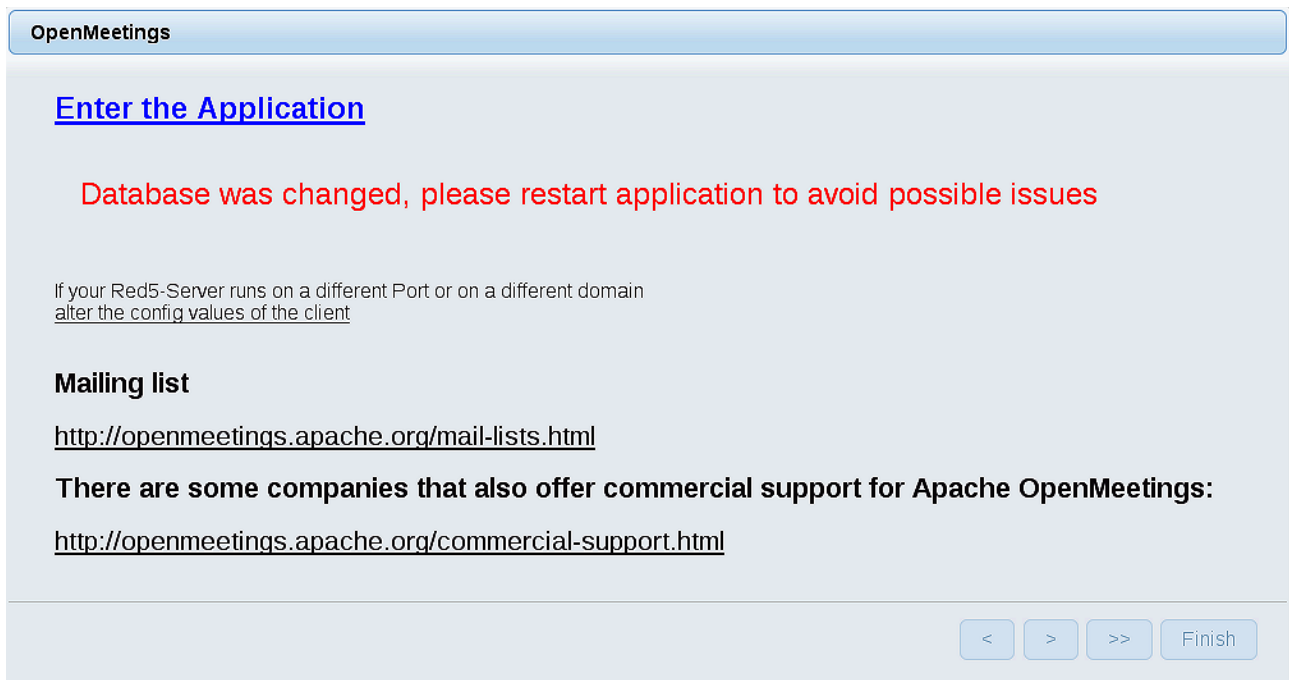 OpenMeetings
Enter the Application
Database was changed, please restart application to avoid possible issues
If your Red5-Server runs on a different Port or on a different domain
alter the config values of the client
Mailing list
http://openmeetings.apache.org/mail-lists.html
There are some companies that also offer commercial support for Apache OpenMeetings:
http://openmeetings.apache.org/commercial-support.html
< > >> Finish